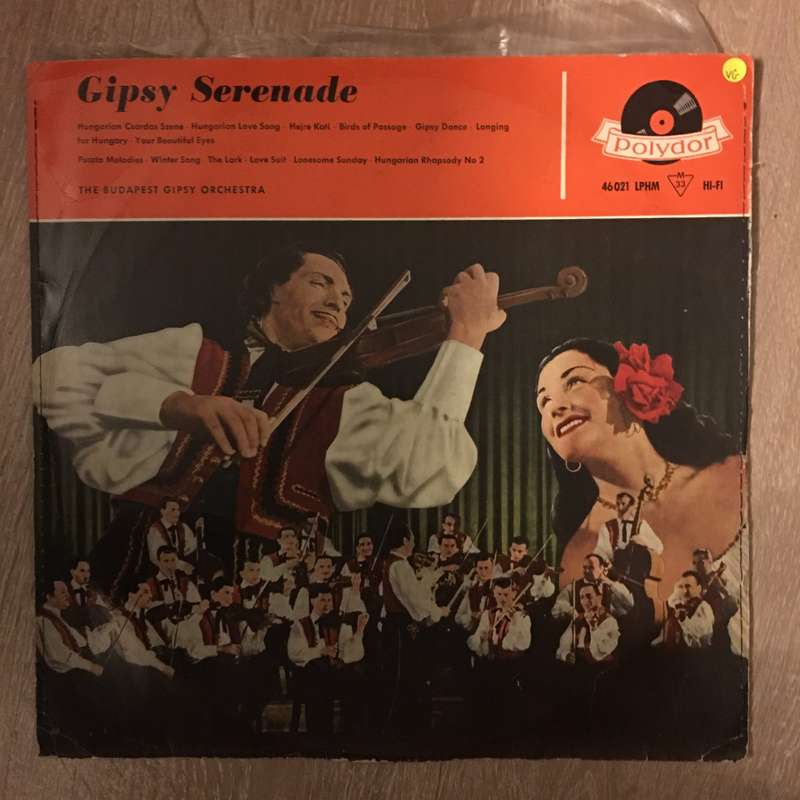 Gipsy Serenade
Hungarian Csardas Szene · Hungarian Love Song · Hejre Kati · Birds of Passage · Gipsy Dance · Longing
for Hungary · Your Beautiful Eyes
Puszta Melodies · Winter Song · The Lark · Love Suit · Lonesome Sunday · Hungarian Rhapsody No 2
THE BUDAPEST GIPSY ORCHESTRA
VG
Polydor
46021 LPHM M 33 HI-FI